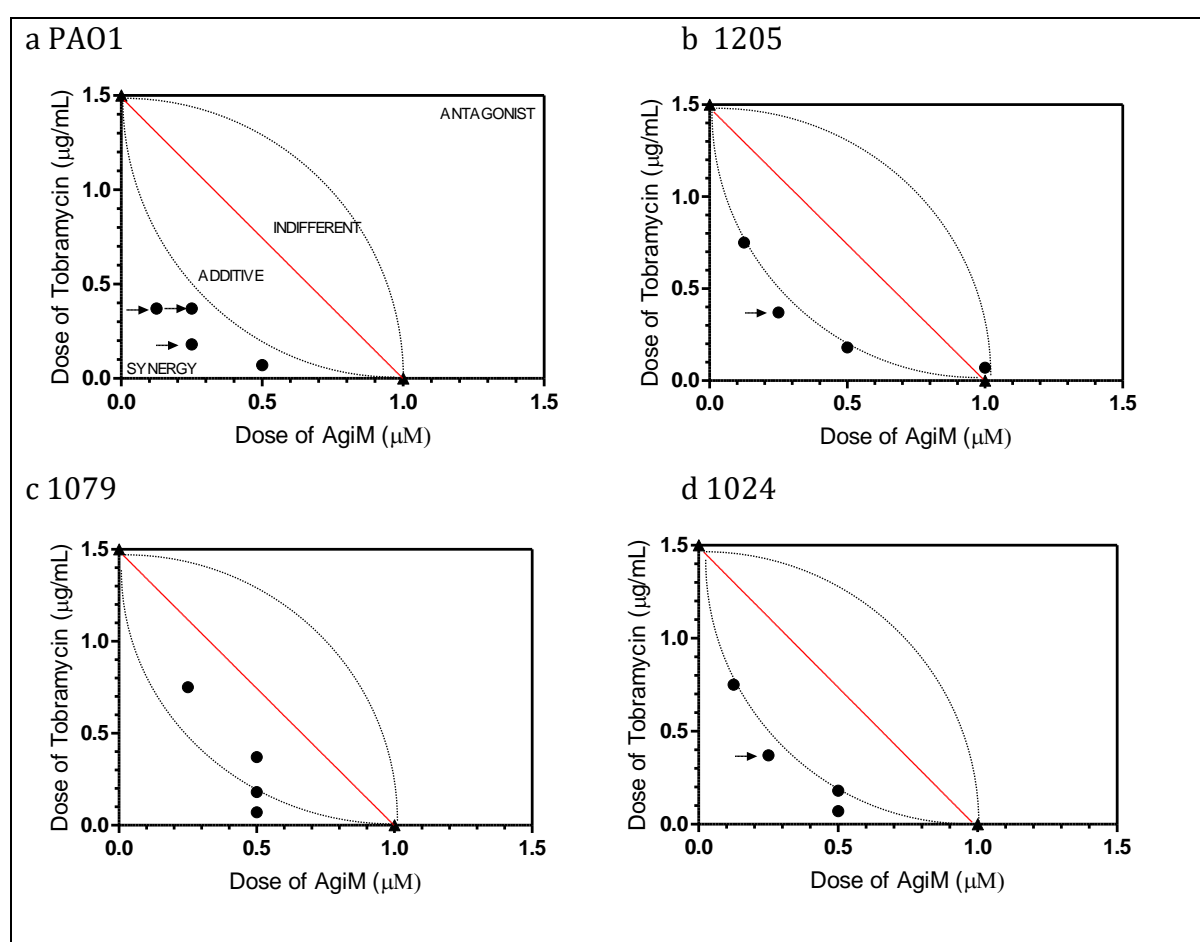 a PAO1
1.5
ANTAGONIST
1.0
INDIFFERENT
0.5
ADDITIVE
SYNERGY
0.0
0.0 0.5 1.0 1.5
Dose of Tobramycin (μg/mL)
Dose of AgiM (μM)
b 1205
1.5
1.0
0.5
0.0
0.0 0.5 1.0 1.5
Dose of Tobramycin (μg/mL)
Dose of AgiM (μM)
c 1079
1.5
1.0
0.5
0.0
0.0 0.5 1.0 1.5
Dose of Tobramycin (μg/mL)
Dose of AgiM (μM)
d 1024
1.5
1.0
0.5
0.0
0.0 0.5 1.0 1.5
Dose of Tobramycin (μg/mL)
Dose of AgiM (μM)